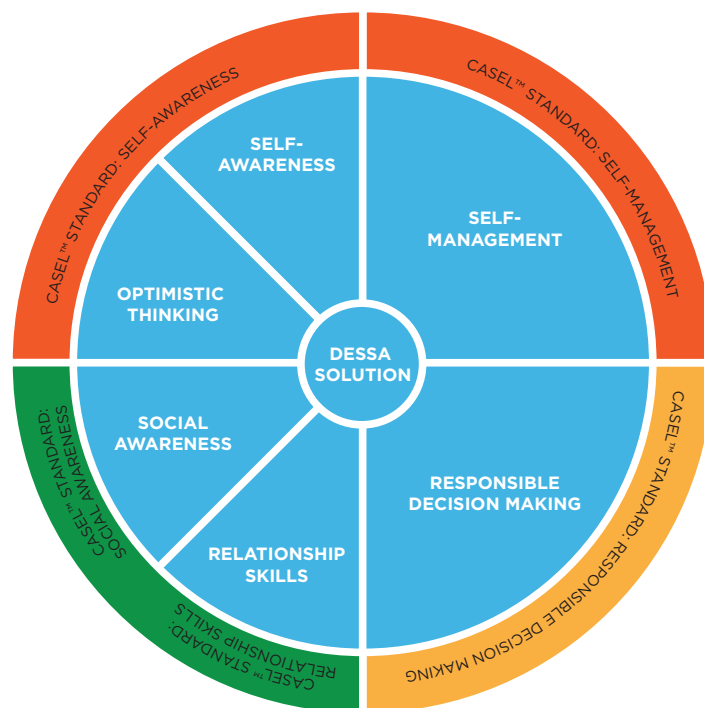 CASEL™ STANDARD: SELF-AWARENESS
CASEL™ STANDARD: SELF-MANAGEMENT
SELF-
AWARENESS
SELF-
MANAGEMENT
OPTIMISTIC
THINKING
DESSA
SOLUTION
SOCIAL
AWARENESS
RESPONSIBLE
DECISION MAKING
RELATIONSHIP
SKILLS
CASEL™ STANDARD:
SOCIAL AWARENESS
CASEL™ STANDARD:
RELATIONSHIP SKILLS
CASEL™ STANDARD: RESPONSIBLE DECISION MAKING